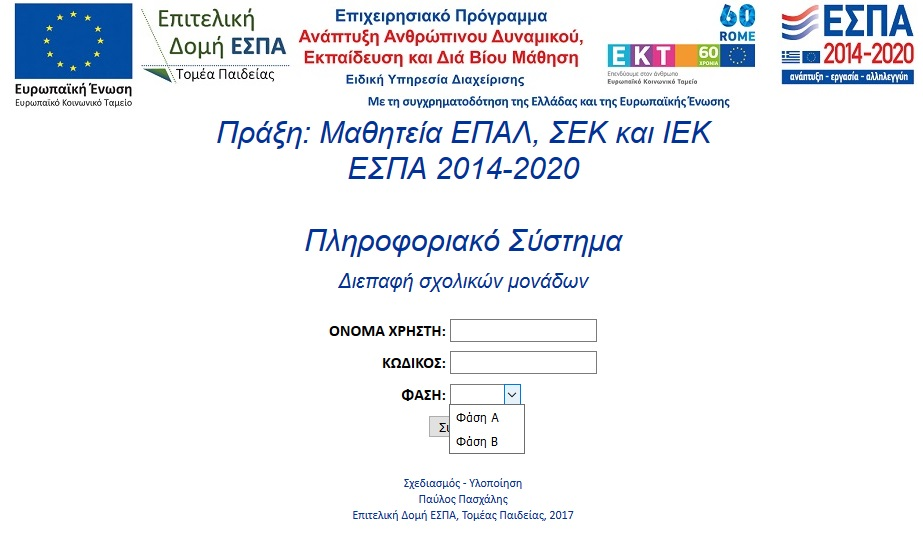 Ευρωπαϊκή Ένωση
Ευρωπαϊκό Κοινωνικό Ταμείο
Επιτελική
Δομή ΕΣΠΑ
Τομέα Παιδείας
Επιχειρησιακό Πρόγραμμα
Ανάπτυξη Ανθρώπινου Δυναμικού,
Εκπαίδευση και Διά Βίου Μάθηση
Ειδική Υπηρεσία Διαχείρισης
Με τη συγχρηματοδότηση της Ελλάδας και της Ευρωπαϊκής Ένωσης
60
ROME
ΕΚΤ 60
ΧΡΟΝΙΑ
Επενδύουμε στον άνθρωπο
Ευρωπαϊκό Κοινωνικό Ταμείο
ΕΣΠΑ
2014-2020
ανάπτυξη - εργασία - αλληλεγγύη
Πράξη: Μαθητεία ΕΠΑΛ, ΣΕΚ και ΙΕΚ
ΕΣΠΑ 2014-2020
Πληροφοριακό Σύστημα
Διεπαφή σχολικών μονάδων
ΟΝΟΜΑ ΧΡΗΣΤΗ:
ΚΩΔΙΚΟΣ:
ΦΑΣΗ:
Φάση Α
Φάση Β
Σχεδιασμός - Υλοποίηση
Παύλος Πασχάλης
Επιτελική Δομή ΕΣΠΑ, Τομέας Παιδείας, 2017